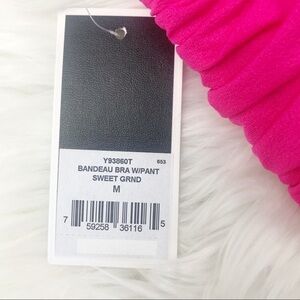 Y93860T
653
BANDEAU BRA W/PANT
SWEET GRND
M
7 59258 36116 5